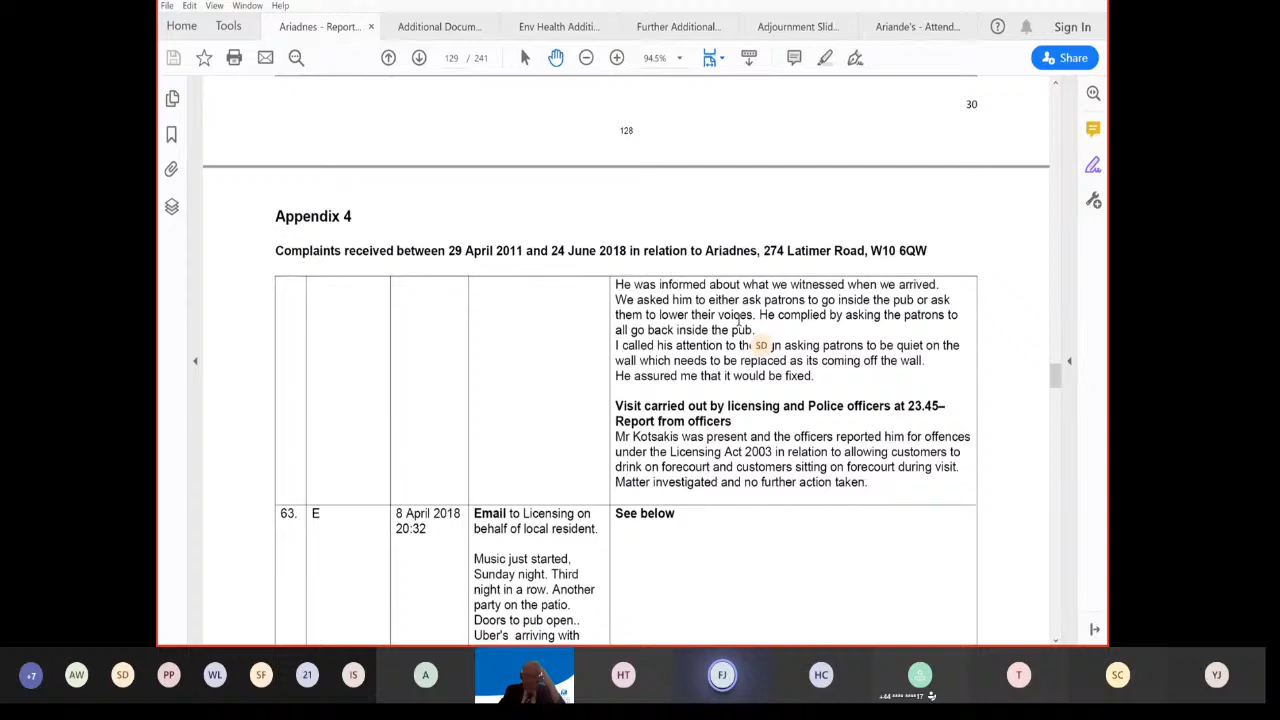 File Edit View Window Help
Home Tools Ariadnes - Report... × Additional Docum... Env Health Additi... Further Additional... Adjournment Slid... Ariande's - Attend... Sign In
129 / 241 94.5% Share
30
128
Appendix 4
Complaints received between 29 April 2011 and 24 June 2018 in relation to Ariadnes, 274 Latimer Road, W10 6QW
He was informed about what we witnessed when we arrived.
We asked him to either ask patrons to go inside the pub or ask
them to lower their voices. He complied by asking the patrons to
all go back inside the pub.
I called his attention to the SD gn asking patrons to be quiet on the
wall which needs to be replaced as its coming off the wall.
He assured me that it would be fixed.
Visit carried out by licensing and Police officers at 23.45–
Report from officers
Mr Kotsakis was present and the officers reported him for offences
under the Licensing Act 2003 in relation to allowing customers to
drink on forecourt and customers sitting on forecourt during visit.
Matter investigated and no further action taken.
63. E 8 April 2018 Email to Licensing on See below
20:32 behalf of local resident.
Music just started,
Sunday night. Third
night in a row. Another
party on the patio.
Doors to pub open..
Uber's arriving with
+7 AW SD PP WL SF 21 IS A HT FJ HC S T SC YJ
+44 **** ****17